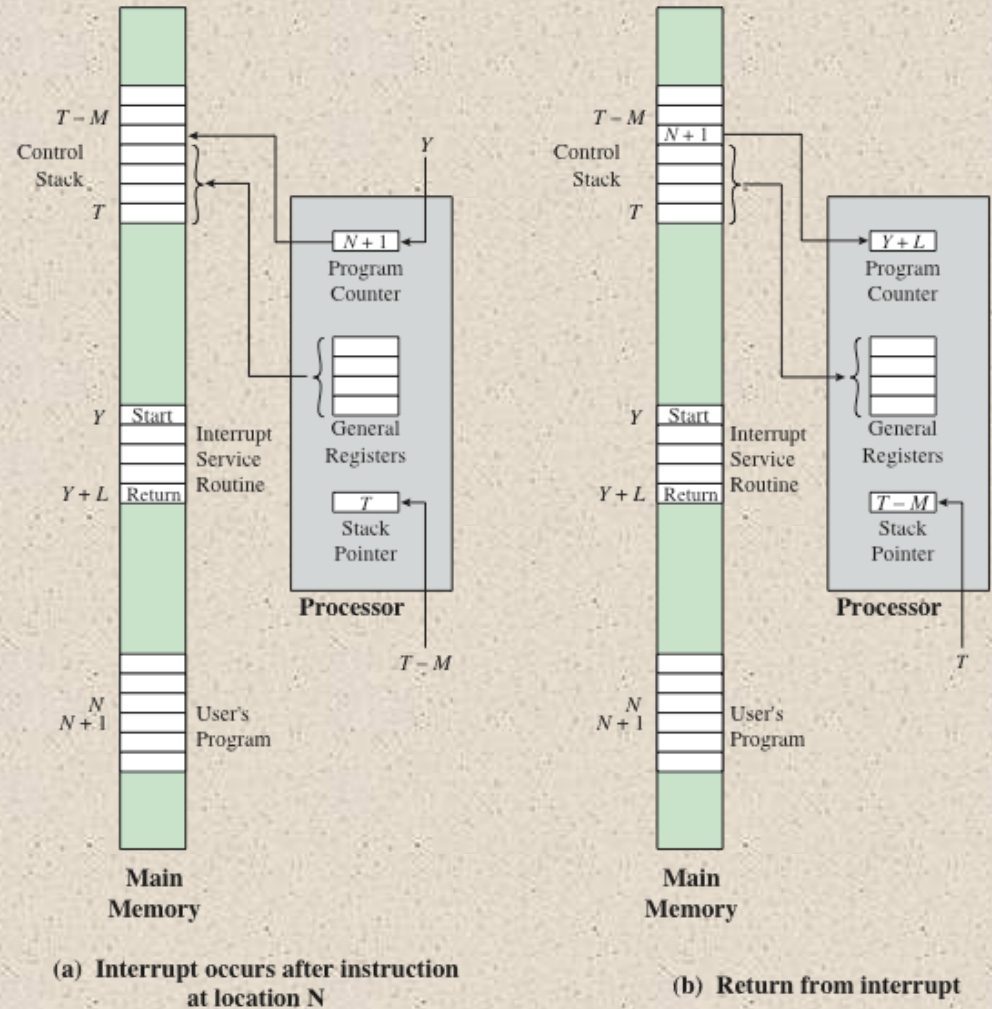 T – M
Control
Stack
T
Y
N + 1
Program
Counter
General
Registers
Y
Start
Interrupt
Service
Routine
Y + L
Return
T
Stack
Pointer
Processor
T – M
N
N + 1
User's
Program
Main
Memory
(a) Interrupt occurs after instruction
at location N
T – M
N + 1
Control
Stack
T
Y + L
Program
Counter
General
Registers
Y
Start
Interrupt
Service
Routine
Y + L
Return
T – M
Stack
Pointer
Processor
T
N
N + 1
User's
Program
Main
Memory
(b) Return from interrupt